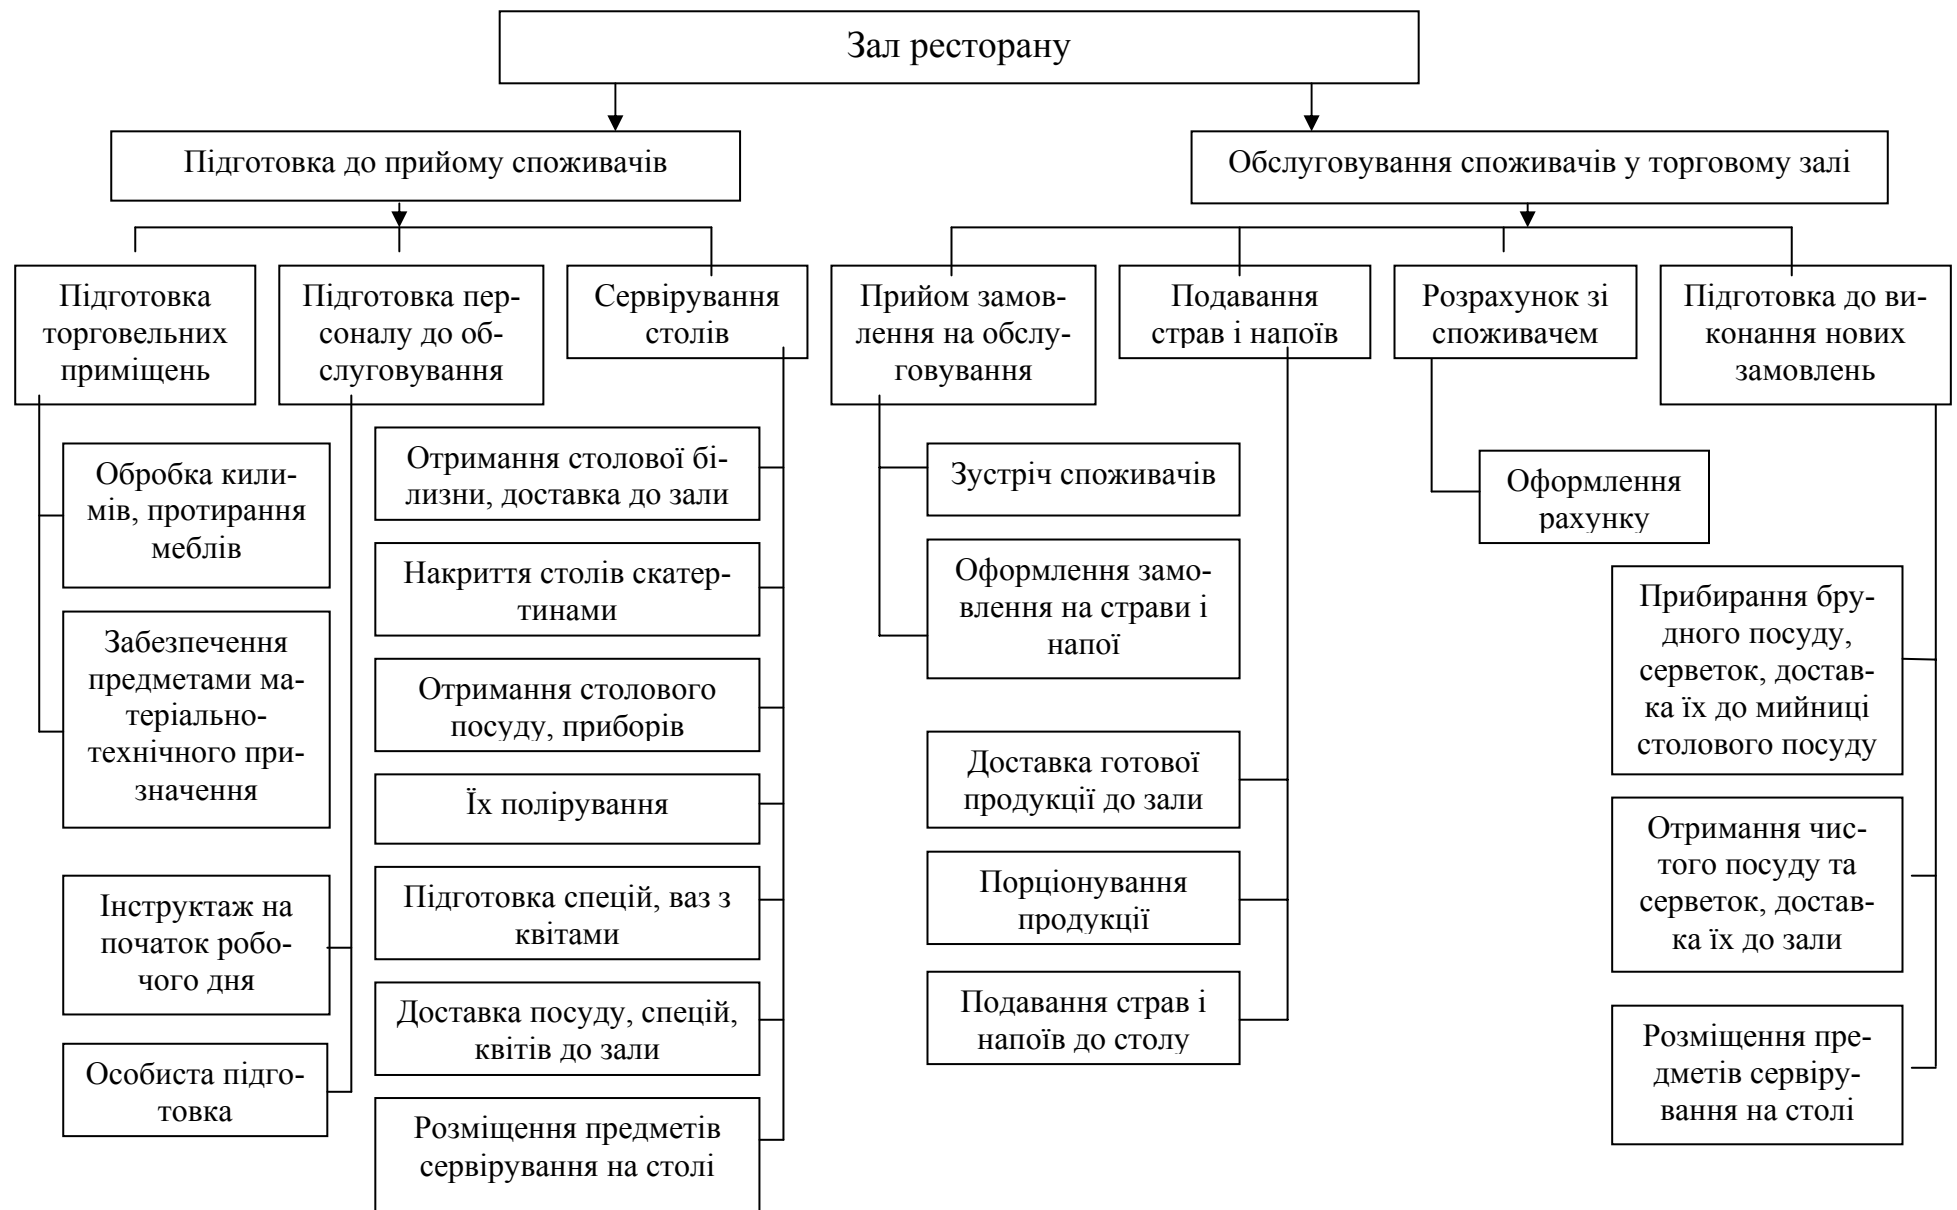 Зал ресторану
Підготовка до прийому споживачів
Обслуговування споживачів у торговому залі
Підготовка
торговельних
приміщень
Підготовка пер-
соналу до об-
слуговування
Сервірування
столів
Прийом замов-
лення на обслу-
говування
Подавання
страв і напоїв
Розрахунок зі
споживачем
Підготовка до ви-
конання нових
замовлень
Обробка кили-
мів, протирання
меблів
Забезпечення
предметами ма-
теріально-
технічного при-
значення
Інструктаж на
початок робо-
чого дня
Особиста підго-
товка
Отримання столової бі-
лизни, доставка до зали
Накриття столів скатер-
тинами
Отримання столового
посуду, приборів
Їх полірування
Підготовка спецій, ваз з
квітами
Доставка посуду, спецій,
квітів до зали
Розміщення предметів
сервірування на столі
Зустріч споживачів
Оформлення замо-
влення на страви і
напої
Доставка готової
продукції до зали
Порціонування
продукції
Подавання страв і
напоїв до столу
Оформлення
рахунку
Прибирання бру-
дного посуду,
серветок, достав-
ка їх до мийниці
столового посуду
Отримання чис-
того посуду та
серветок, достав-
ка їх до зали
Розміщення пре-
дметів сервіру-
вання на столі